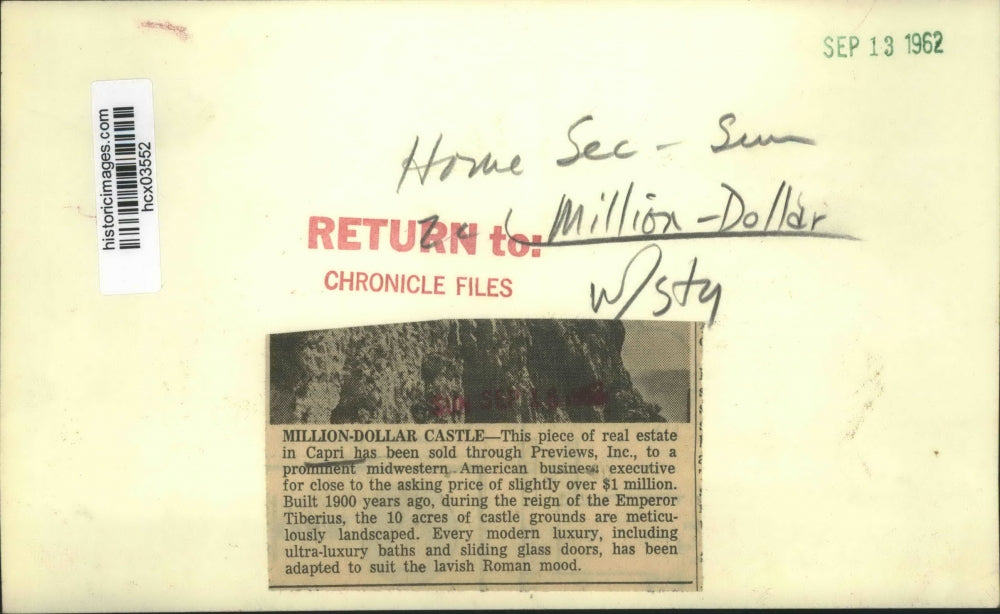 SEP 13 1962
historicimages.com
hcx03552
Home Sec - Sun
2c Million-Dollar
RETURN to:
CHRONICLE FILES
w/sty
SUN SEP
MILLION-DOLLAR CASTLE—This piece of real estate
in Capri has been sold through Previews, Inc., to a
prominent midwestern American business executive
for close to the asking price of slightly over $1 million.
Built 1900 years ago, during the reign of the Emperor
Tiberius, the 10 acres of castle grounds are meticu-
lously landscaped. Every modern luxury, including
ultra-luxury baths and sliding glass doors, has been
adapted to suit the lavish Roman mood.